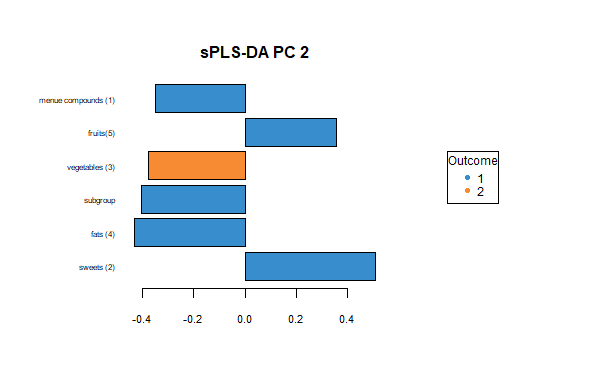 sPLS-DA PC 2
menue compounds (1)
fruits(5)
vegetables (3)
subgroup
fats (4)
sweets (2)
Outcome
1
2
-0.4 -0.2 0.0 0.2 0.4